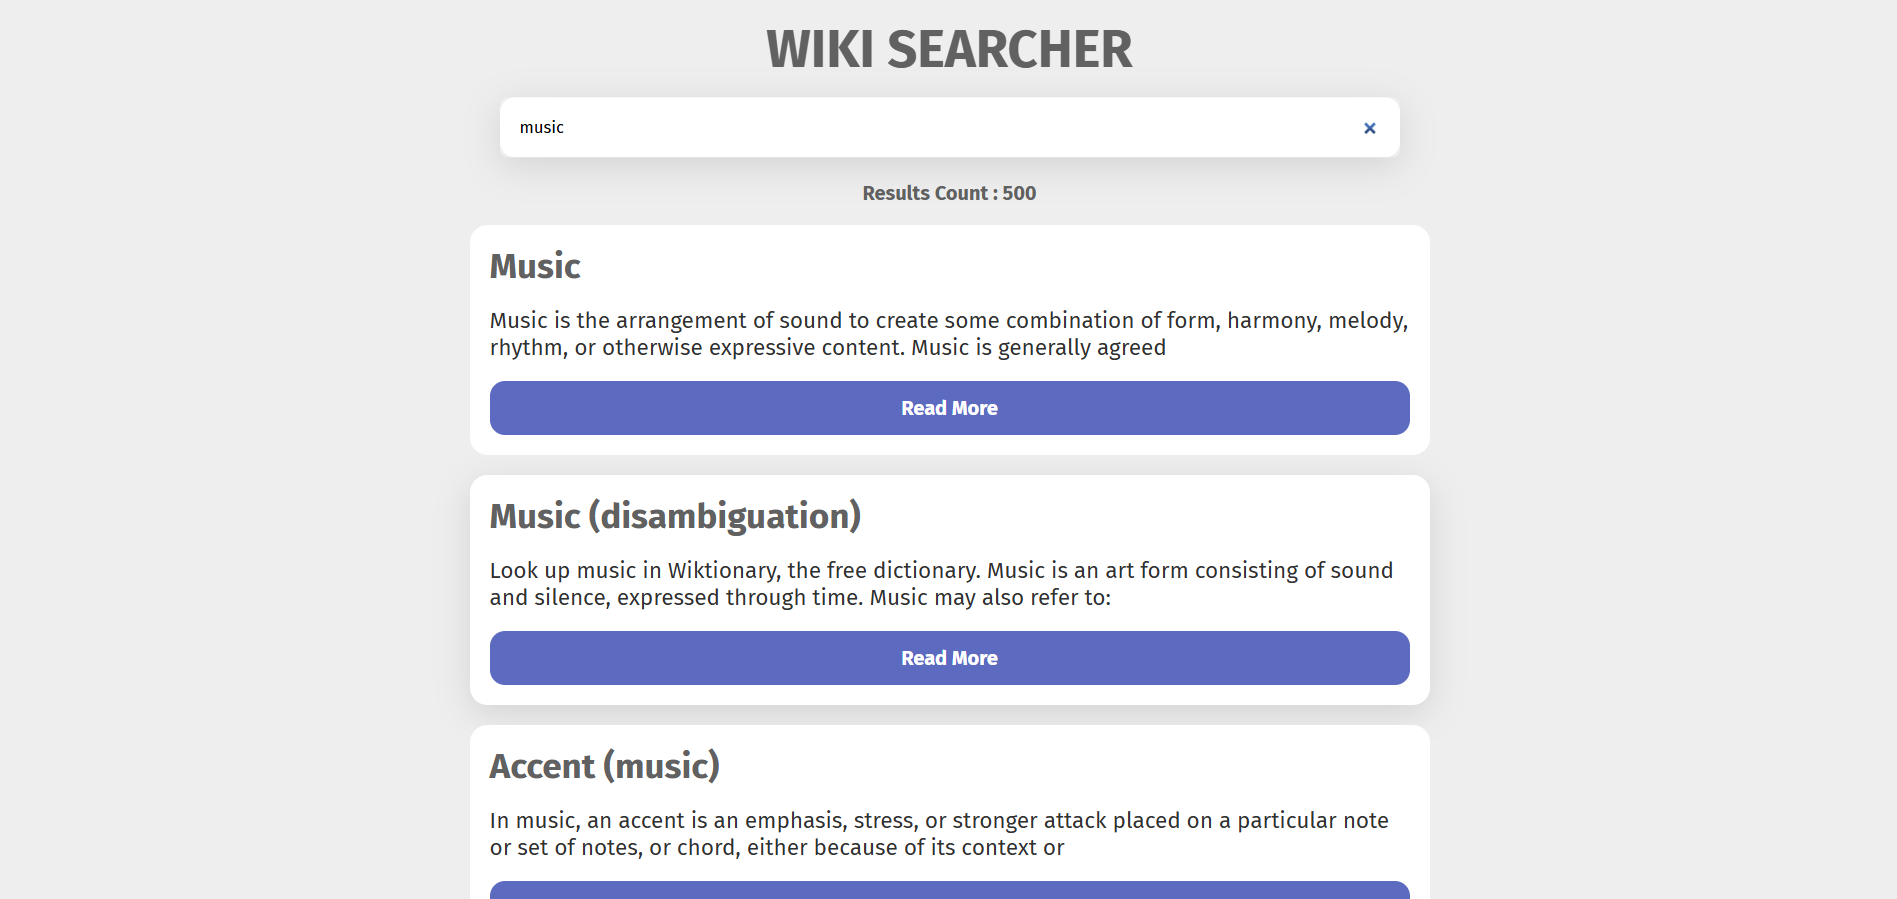 WIKI SEARCHER
music
Results Count : 500
Music
Music is the arrangement of sound to create some combination of form, harmony, melody,
rhythm, or otherwise expressive content. Music is generally agreed
Read More
Music (disambiguation)
Look up music in Wiktionary, the free dictionary. Music is an art form consisting of sound
and silence, expressed through time. Music may also refer to:
Read More
Accent (music)
In music, an accent is an emphasis, stress, or stronger attack placed on a particular note
or set of notes, or chord, either because of its context or